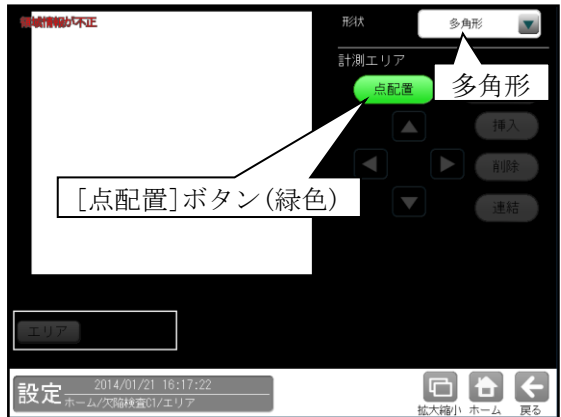 領域情報が不正
形状
多角形
計測エリア
点配置
多角形
挿入
削除
[点配置]ボタン(緑色)
連結
エリア
設定
2014/01/21 16:17:22
ホーム/欠陥検査C1/エリア
拡大縮小
ホーム
戻る